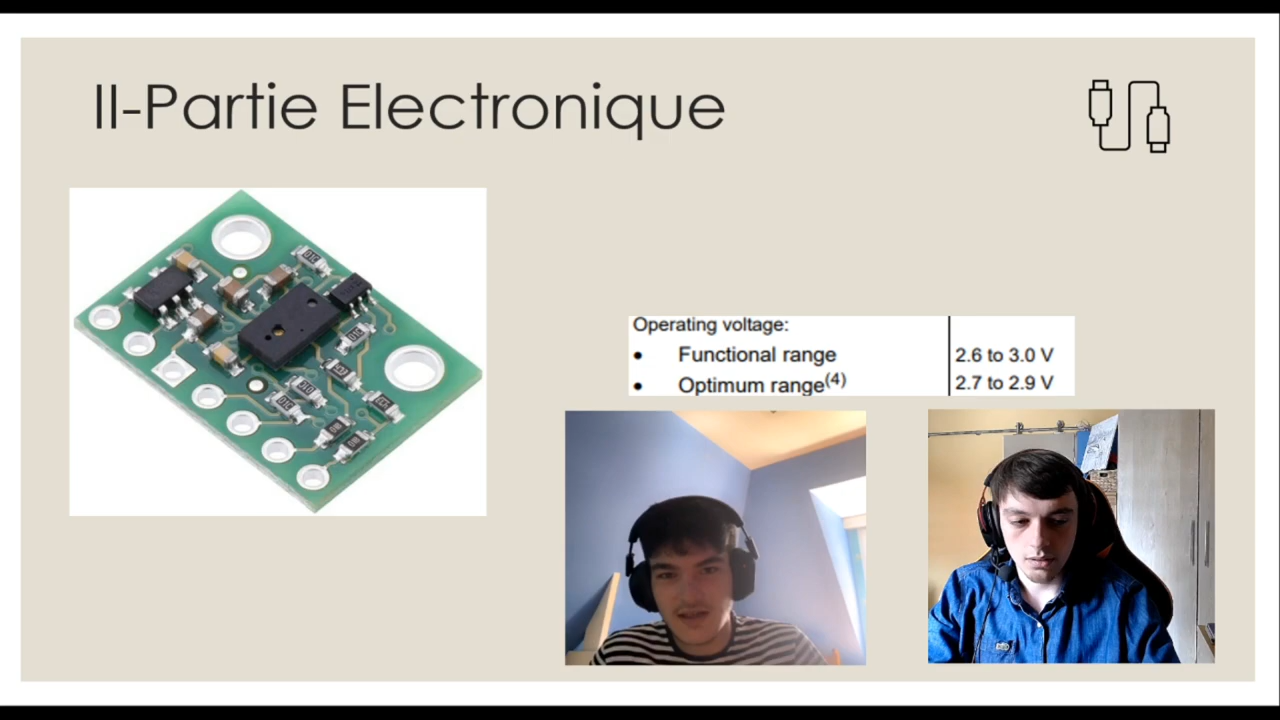 II-Partie Electronique
Operating voltage:
• Functional range 2.6 to 3.0 V
• Optimum range(4) 2.7 to 2.9 V